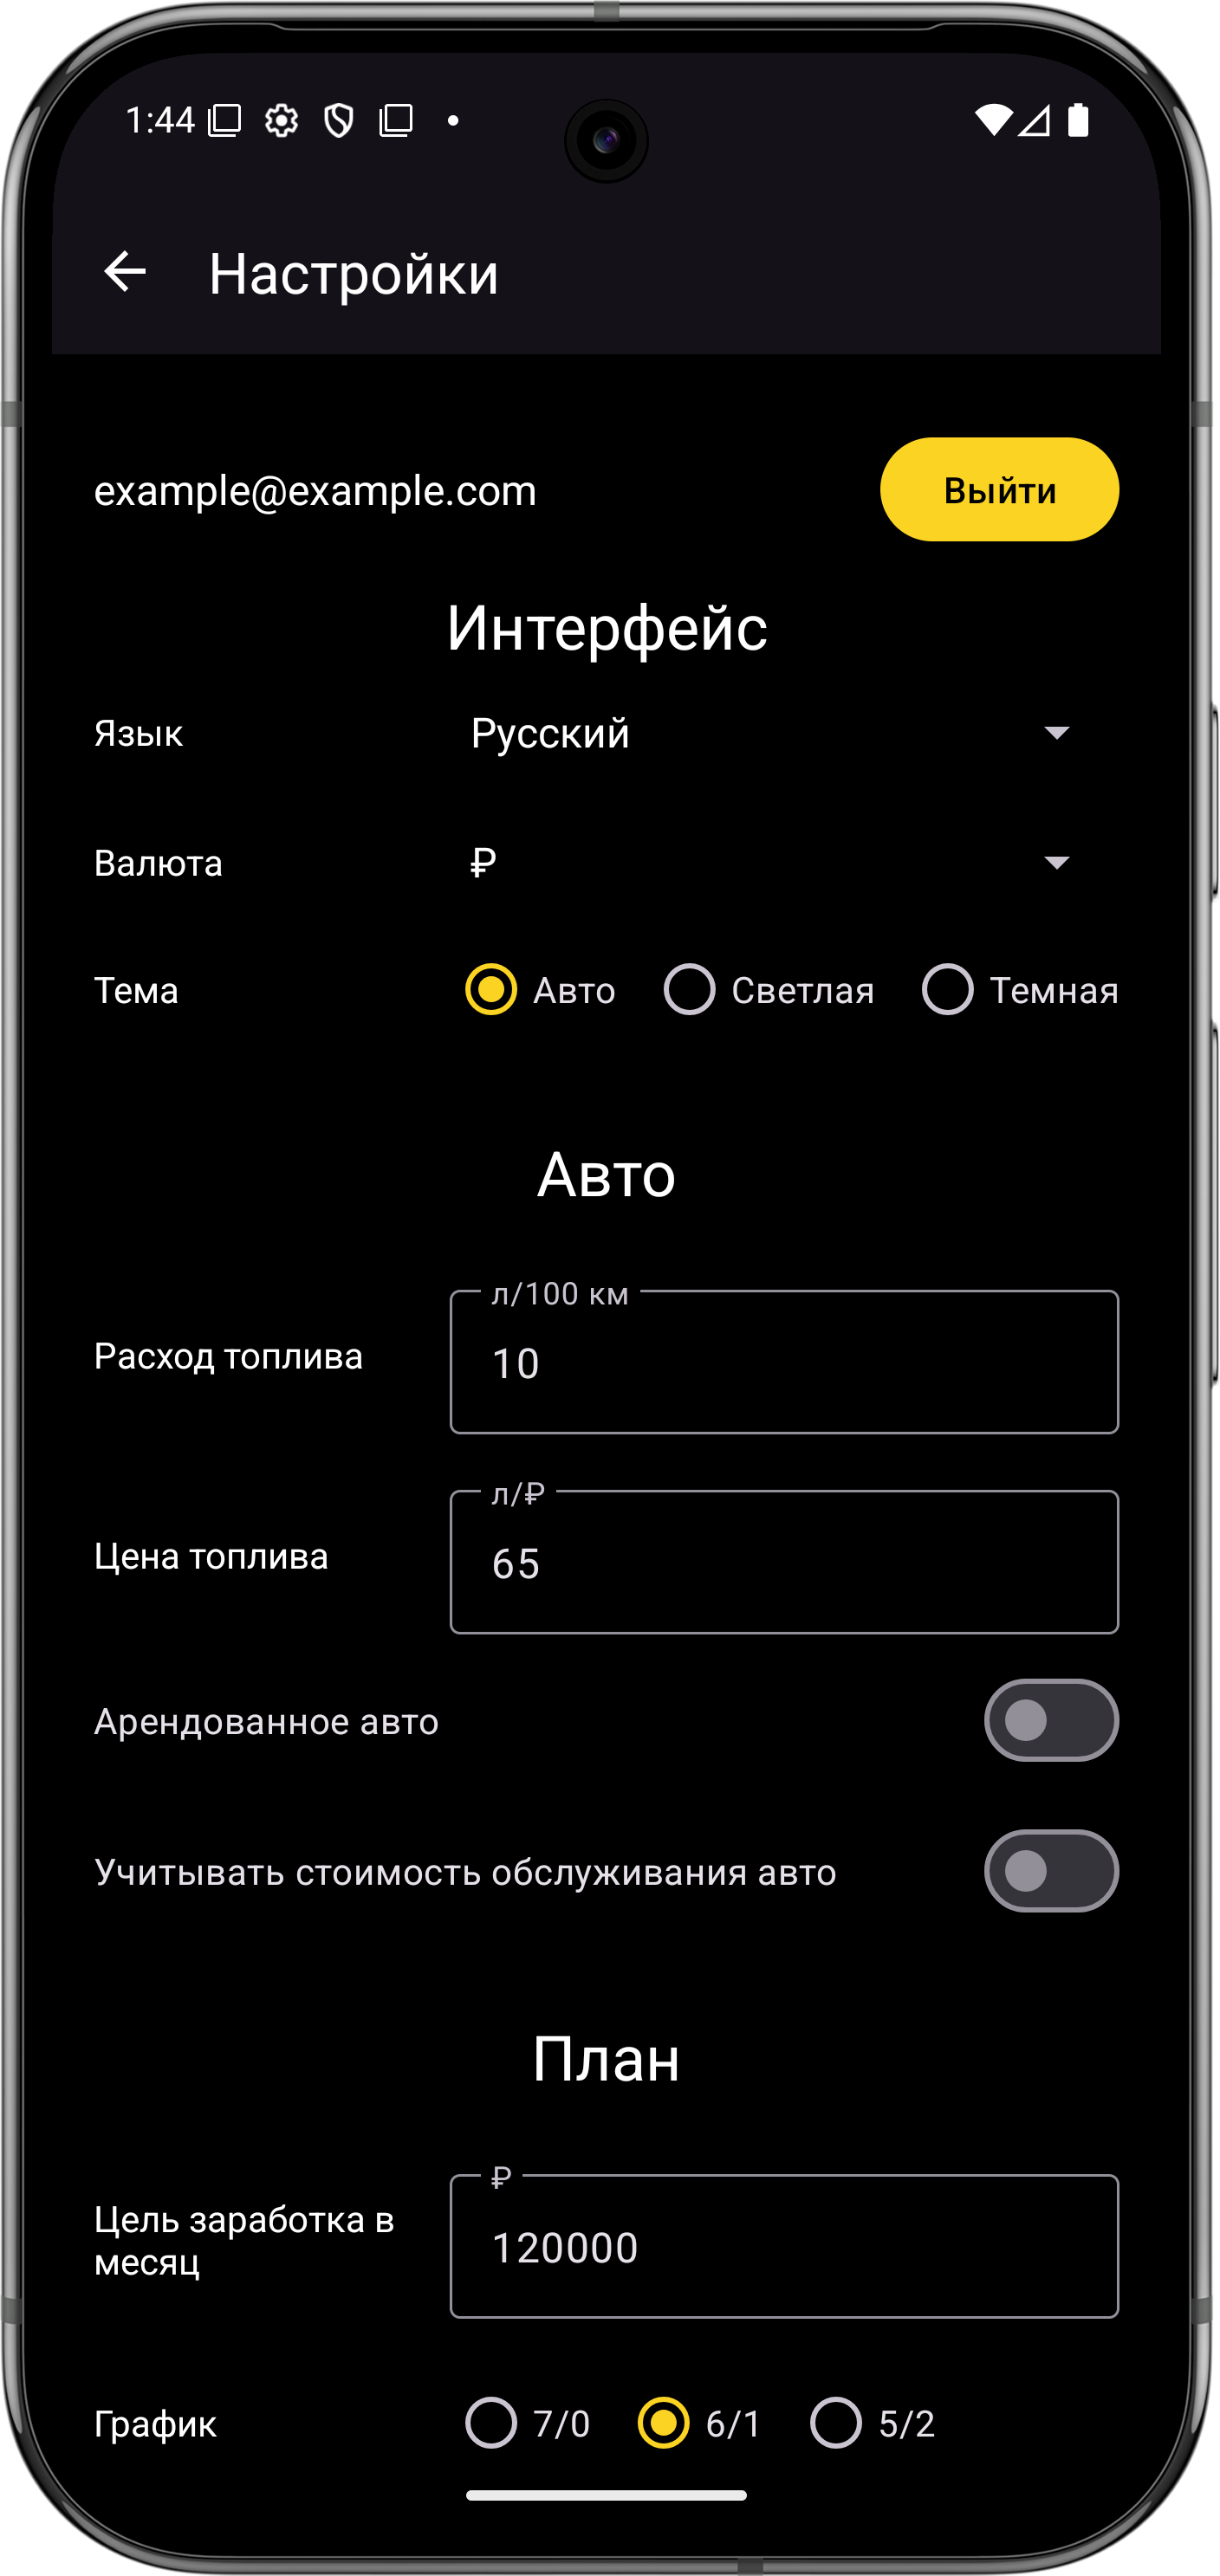 1:44
Настройки
example@example.com
Выйти
Интерфейс
Язык
Русский
Валюта
₽
Тема
Авто
Светлая
Темная
Авто
л/100 км
Расход топлива
10
л/₽
Цена топлива
65
Арендованное авто
Учитывать стоимость обслуживания авто
План
₽
Цель заработка в
месяц
120000
График
7/0
6/1
5/2